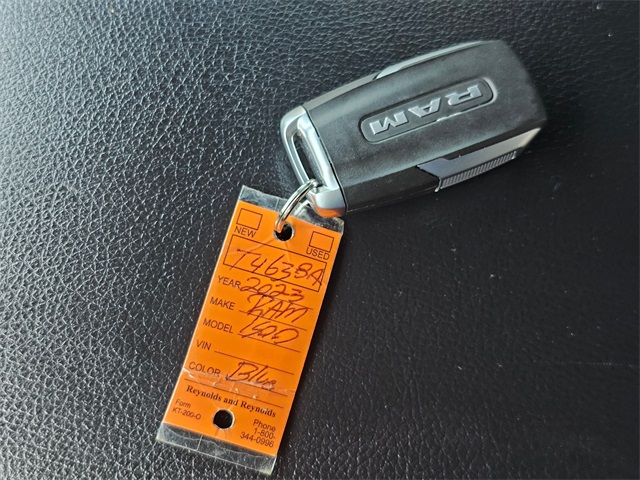 RAM
NEW USED
T4638A
YEAR 2023
MAKE RAM
MODEL 1500
VIN
COLOR Blue
Reynolds and Reynolds
Form
KT-200-O
Phone
1-800-
344-0996